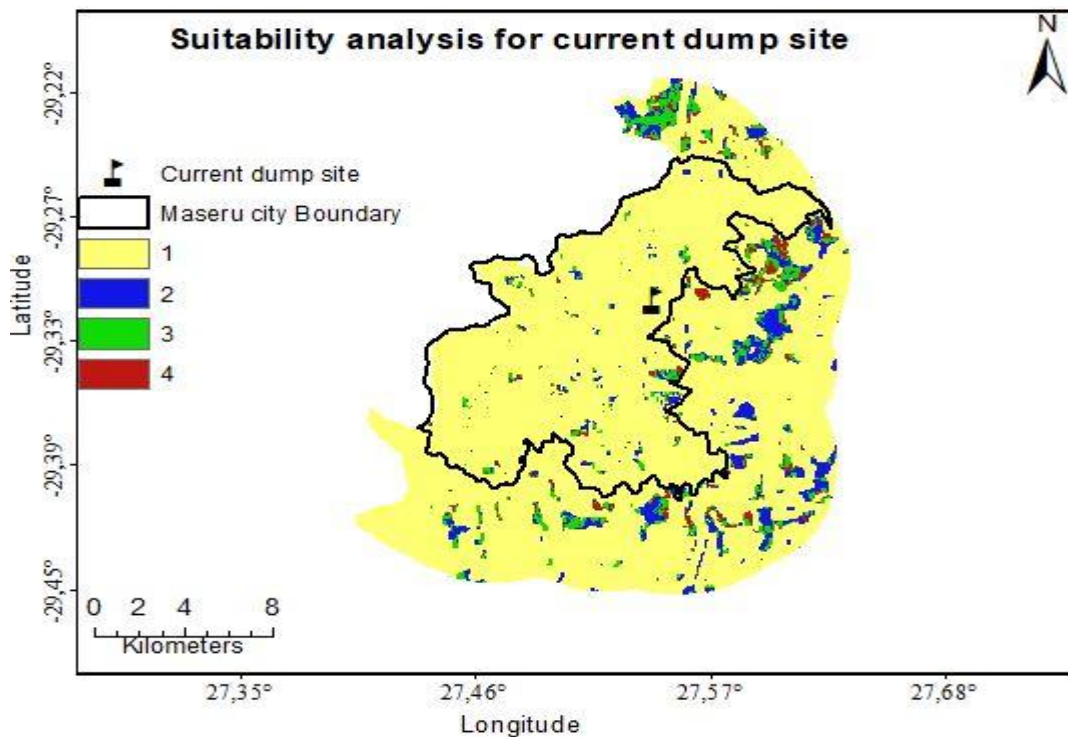 Suitability analysis for current dump site
N
Current dump site
Maseru city Boundary
1
2
3
4
Latitude
-29,22°
-29,27°
-29,33°
-29,39°
-29,45°
0 2 4 8
Kilometers
27,35° 27,46° 27,57° 27,68°
Longitude